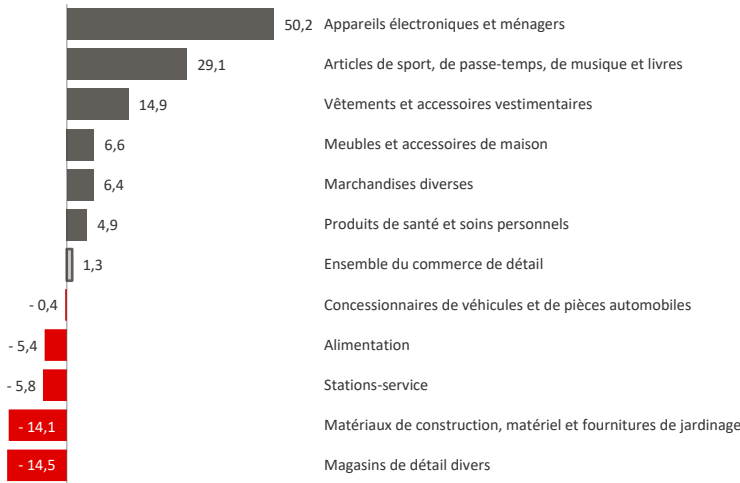 50,2 Appareils électroniques et ménagers
29,1 Articles de sport, de passe-temps, de musique et livres
14,9 Vêtements et accessoires vestimentaires
6,6 Meubles et accessoires de maison
6,4 Marchandises diverses
4,9 Produits de santé et soins personnels
1,3 Ensemble du commerce de détail
- 0,4 Concessionnaires de véhicules et de pièces automobiles
- 5,4 Alimentation
- 5,8 Stations-service
- 14,1 Matériaux de construction, matériel et fournitures de jardinage
- 14,5 Magasins de détail divers